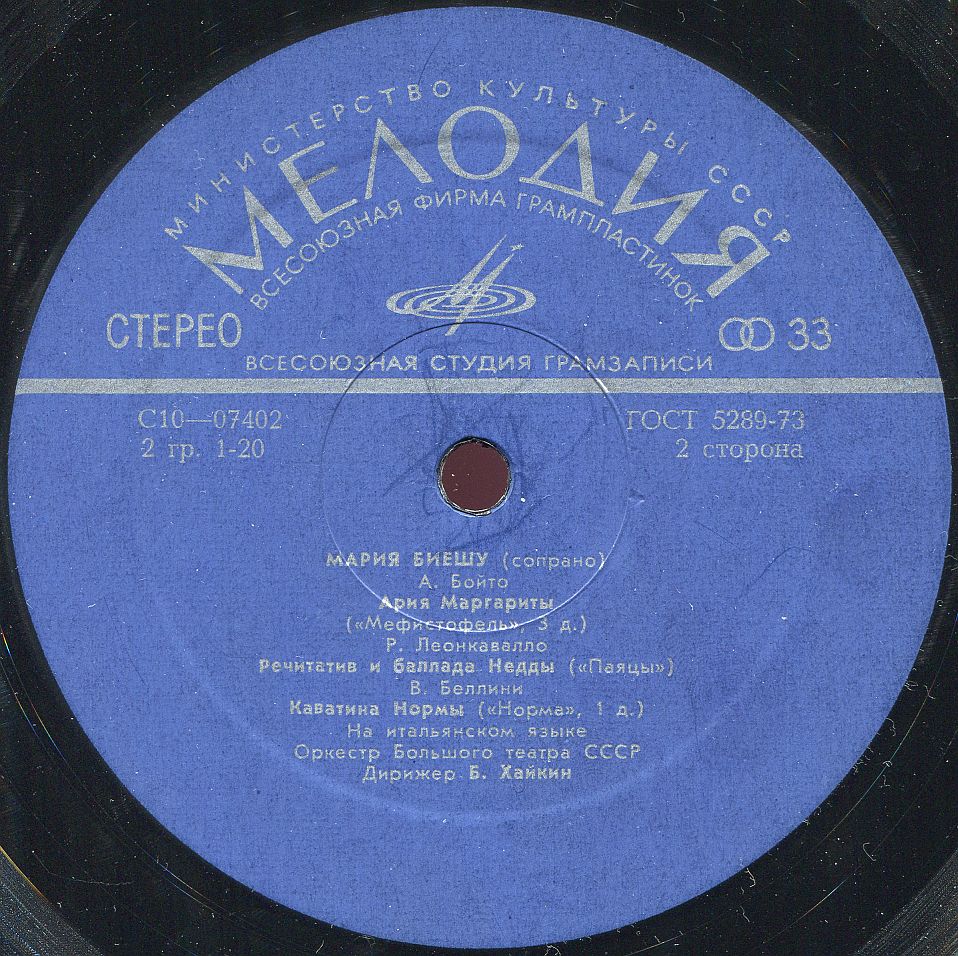 МИНИСТЕРСТВО КУЛЬТУРЫ СССР
МЕЛОДИЯ
ВСЕСОЮЗНАЯ ФИРМА ГРАМПЛАСТИНОК
СТЕРЕО
33
ВСЕСОЮЗНАЯ СТУДИЯ ГРАМЗАПИСИ
С10—07402
ГОСТ 5289-73
2 гр. 1-20
2 сторона
МАРИЯ БИЕШУ (сопрано)
А. Бойто
Ария Маргариты
(«Мефистофель», 3 д.)
Р. Леонкавалло
Речитатив и баллада Недды («Паяцы»)
В. Беллини
Каватина Нормы («Норма», 1 д.)
На итальянском языке
Оркестр Большого театра СССР
Дирижер Б. Хайкин